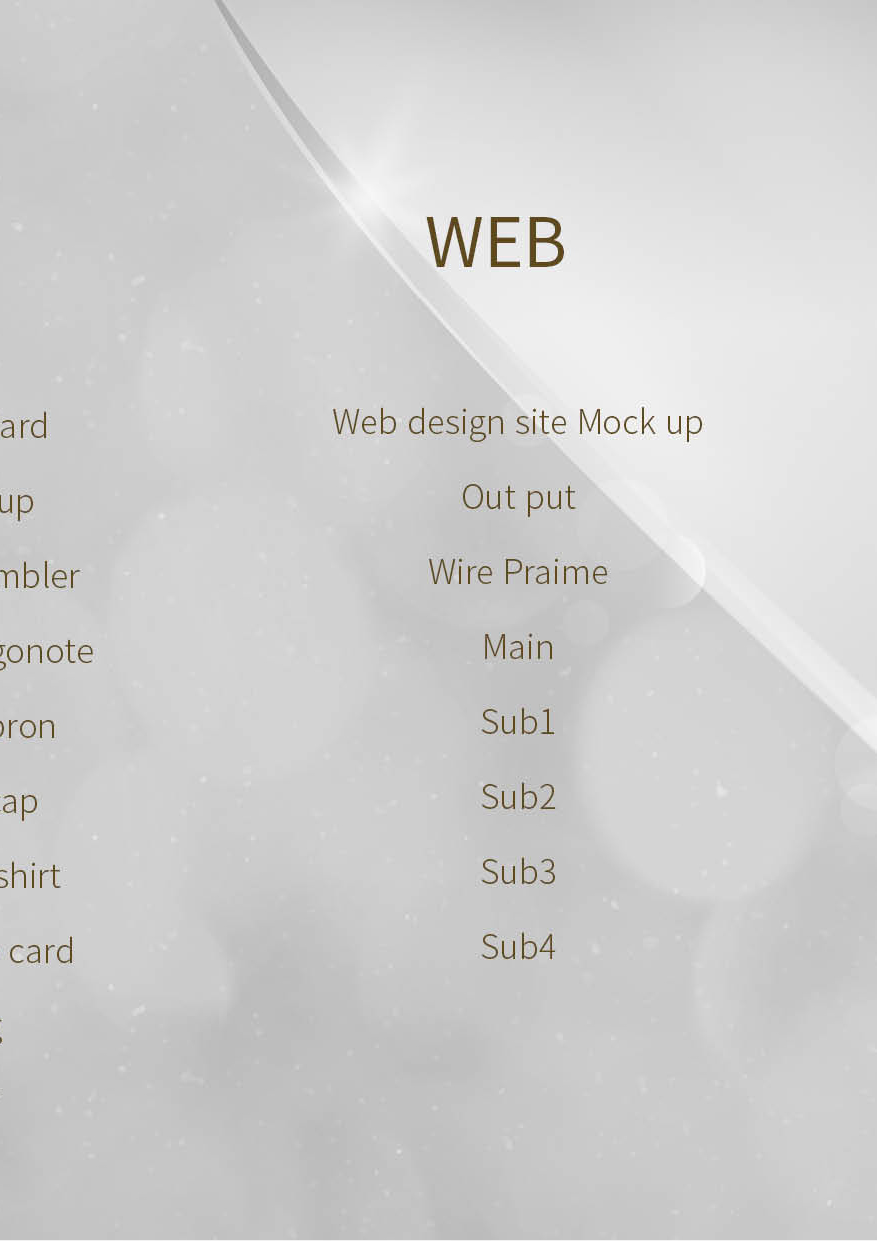 WEB
ard
up
mbler
gonote
pron
ap
shirt
card
Web design site Mock up
Out put
Wire Praime
Main
Sub1
Sub2
Sub3
Sub4